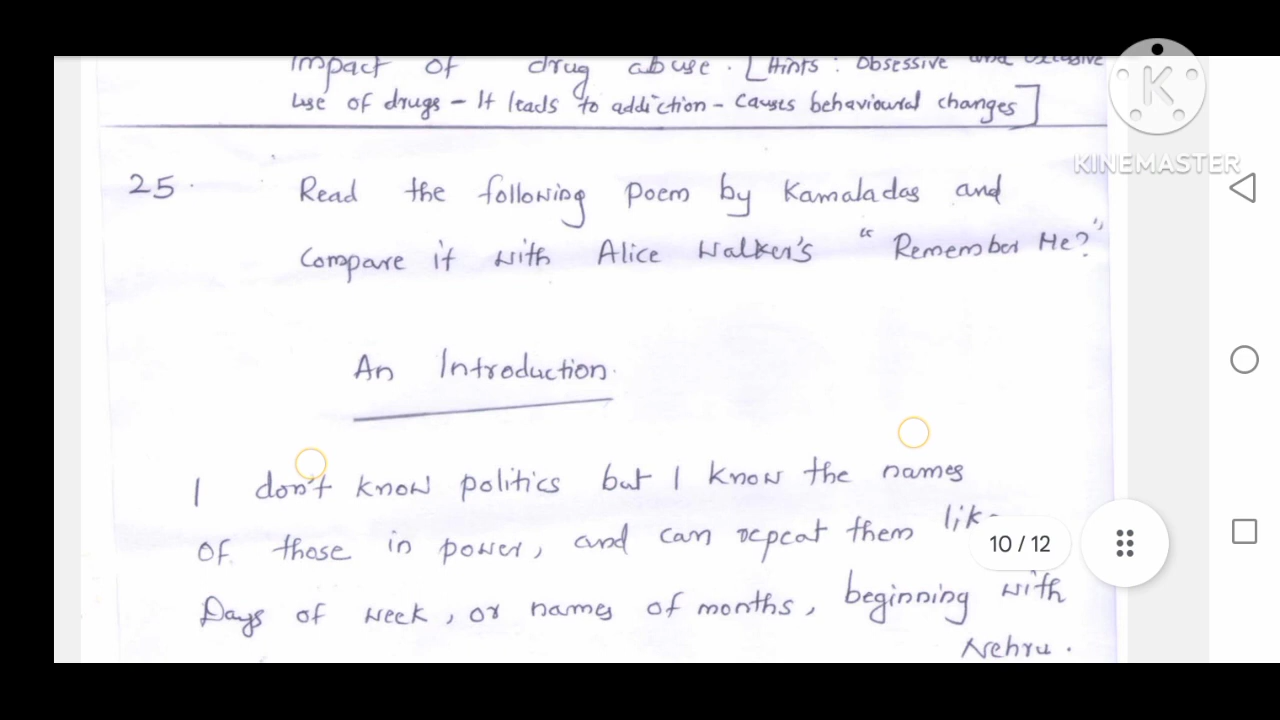 impact of drug abuse. [Hints: Obsessive and excessive
use of drugs - It leads to addiction - Causes behavioural changes]
KINEMASTER
25. Read the following poem by Kamaladas and
Compare it with Alice Walker's "Remember Me?"
An Introduction.
I don't know politics but I know the names
of those in power, and can repeat them like
10 / 12
Days of week, or names of months, beginning with
Nehru.